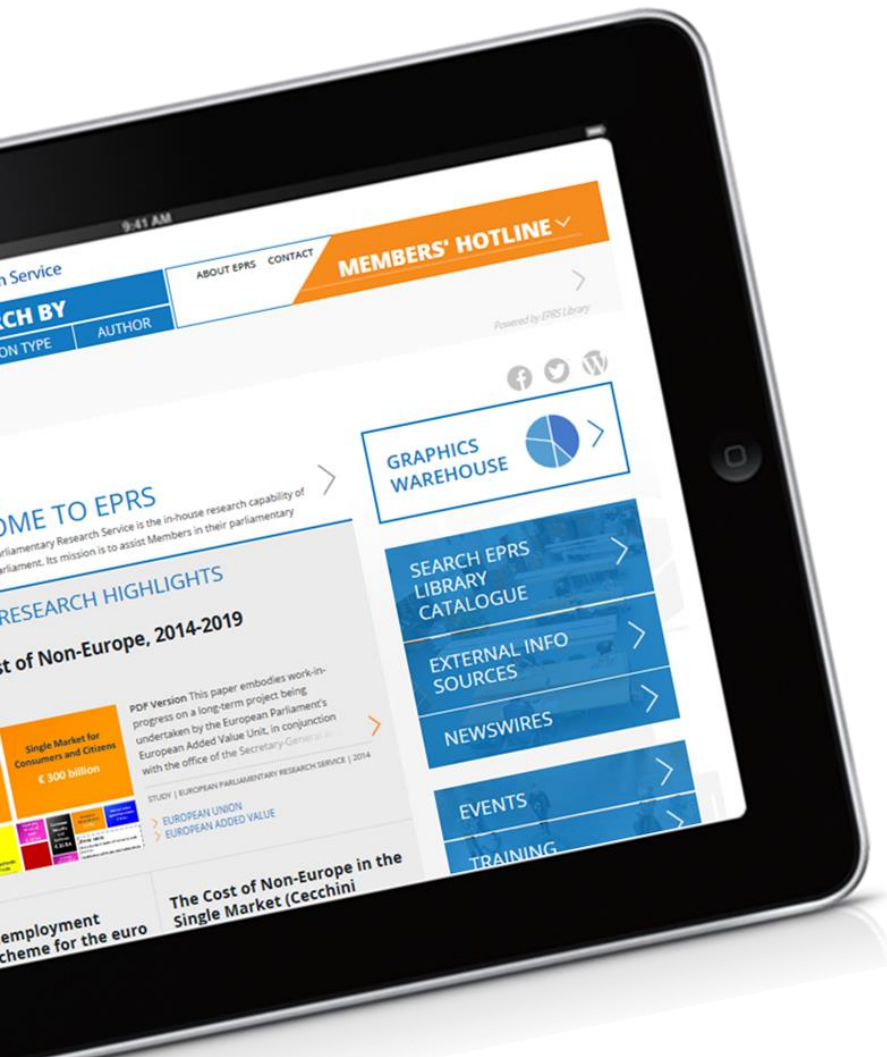 9:41 AM
h Service
ABOUT EPRS CONTACT
MEMBERS' HOTLINE
RCH BY
ON TYPE AUTHOR
Powered by EPRS Library
GRAPHICS
WAREHOUSE
OME TO EPRS
arliamentary Research Service is the in-house research capability of
arliament. Its mission is to assist Members in their parliamentary
RESEARCH HIGHLIGHTS
st of Non-Europe, 2014-2019
Single Market for
Consumers and Citizens
€ 300 billion
PDF Version This paper embodies work-in-
progress on a long-term project being
undertaken by the European Parliament's
European Added Value Unit, in conjunction
with the office of the Secretary-General
STUDY | EUROPEAN PARLIAMENTARY RESEARCH SERVICE | 2014
EUROPEAN UNION
EUROPEAN ADDED VALUE
employment
cheme for the euro
The Cost of Non-Europe in the
Single Market (Cecchini
SEARCH EPRS
LIBRARY
CATALOGUE
EXTERNAL INFO
SOURCES
NEWSWIRES
EVENTS
TRAINING